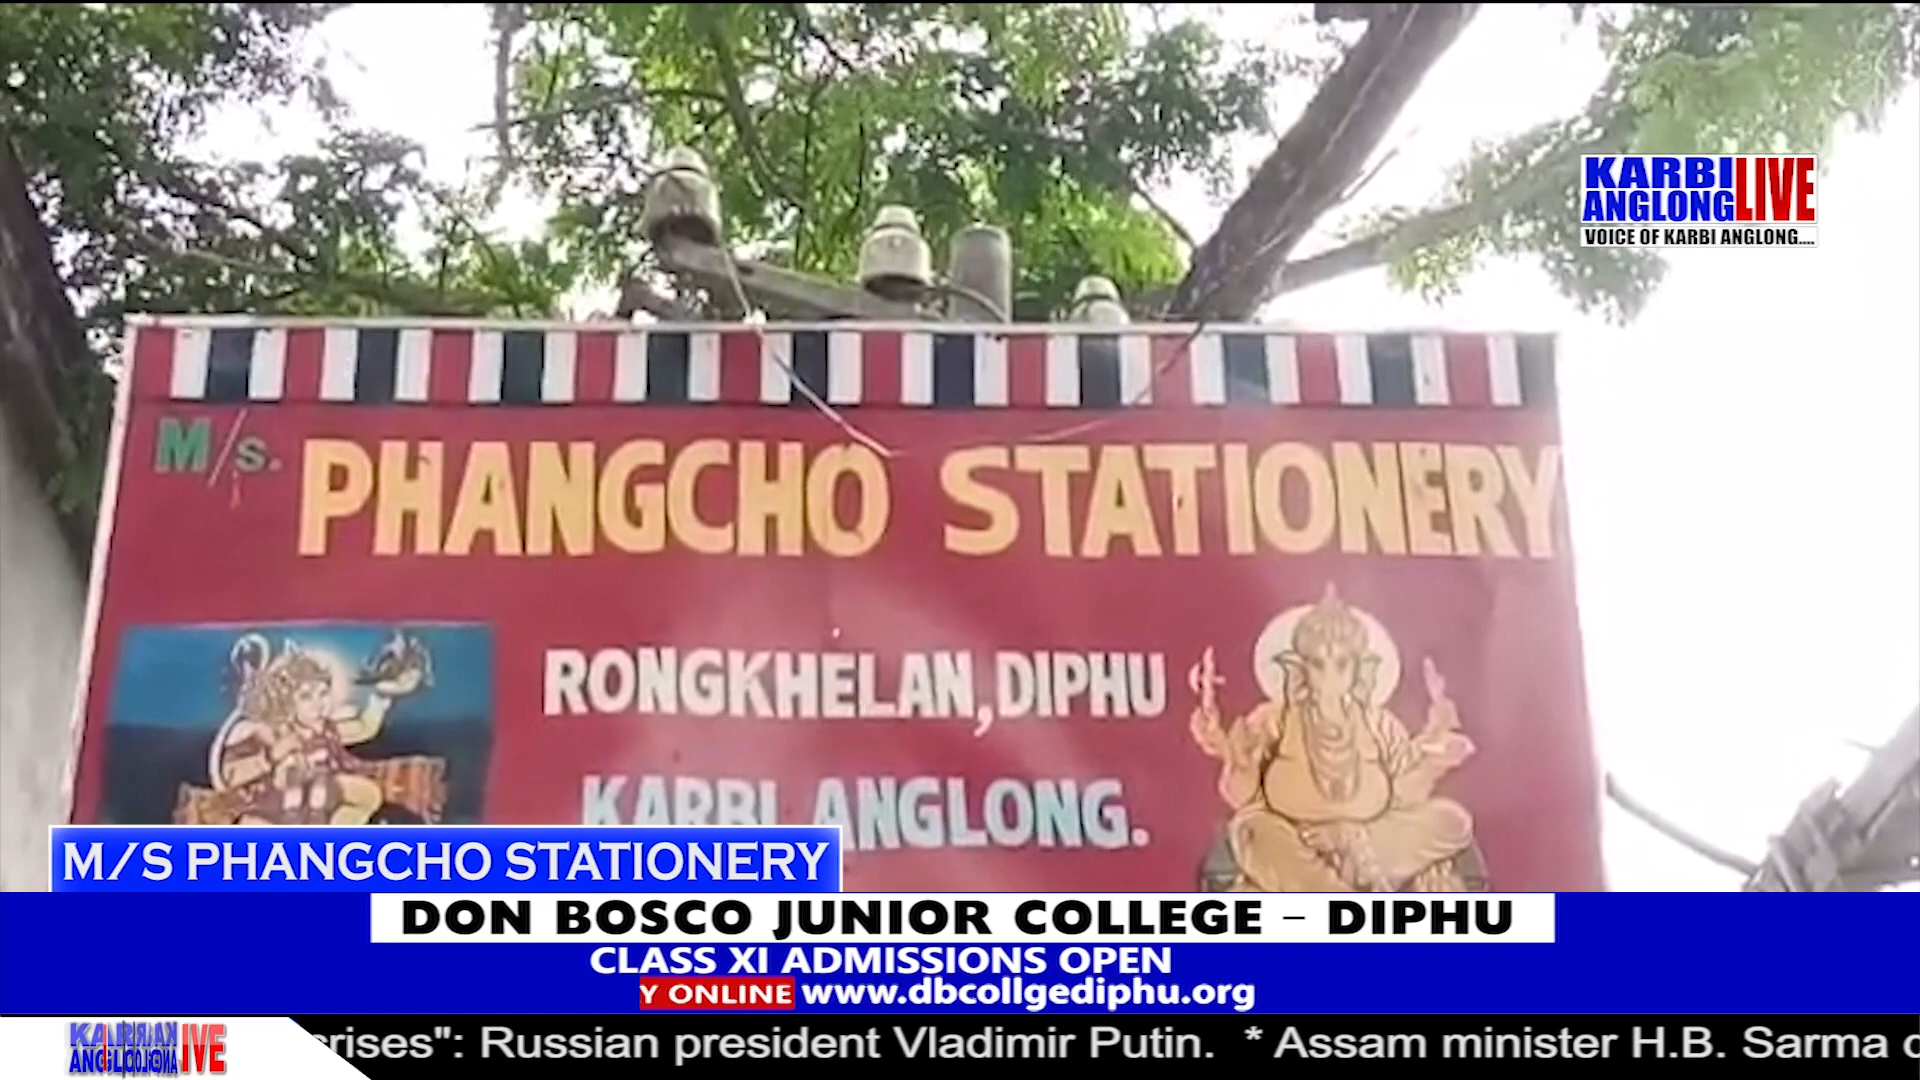 KARBI
ANGLONG LIVE
VOICE OF KARBI ANGLONG....
M/s. PHANGCHO STATIONERY
RONGKHELAN, DIPHU
KARBI ANGLONG.
M/S PHANGCHO STATIONERY
DON BOSCO JUNIOR COLLEGE – DIPHU
CLASS XI ADMISSIONS OPEN
Y ONLINE www.dbcollgediphu.org
rises": Russian president Vladimir Putin. * Assam minister H.B. Sarma